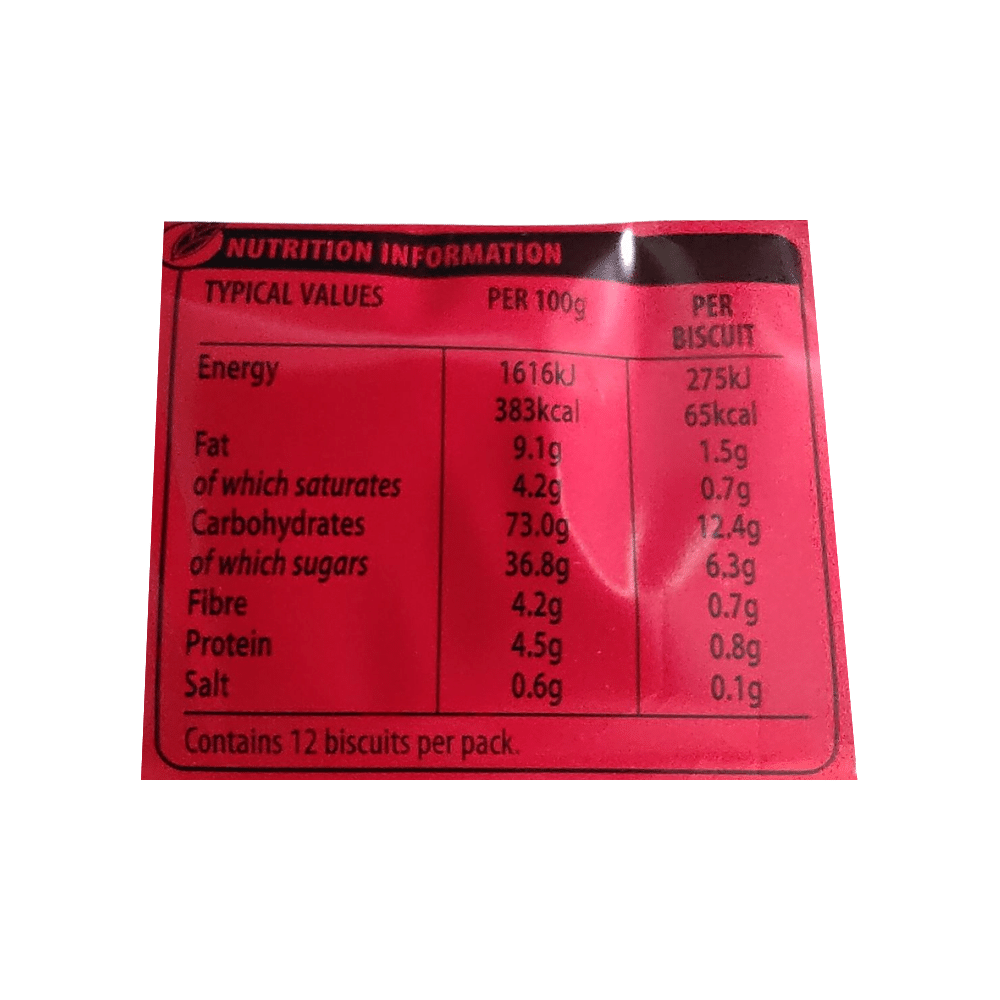 NUTRITION INFORMATION
TYPICAL VALUES PER 100g PER BISCUIT
Energy 1616kJ 275kJ
383kcal 65kcal
Fat 9.1g 1.5g
of which saturates 4.2g 0.7g
Carbohydrates 73.0g 12.4g
of which sugars 36.8g 6.3g
Fibre 4.2g 0.7g
Protein 4.5g 0.8g
Salt 0.6g 0.1g
Contains 12 biscuits per pack.